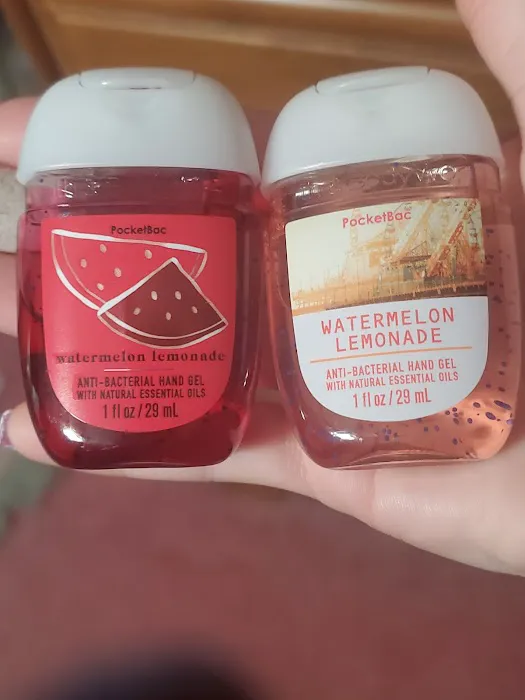 PocketBac
watermelon lemonade
ANTI-BACTERIAL HAND GEL
WITH NATURAL ESSENTIAL OILS
1 fl oz / 29 mL
PocketBac
WATERMELON
LEMONADE
ANTI-BACTERIAL HAND GEL
WITH NATURAL ESSENTIAL OILS
1 fl oz / 29 mL